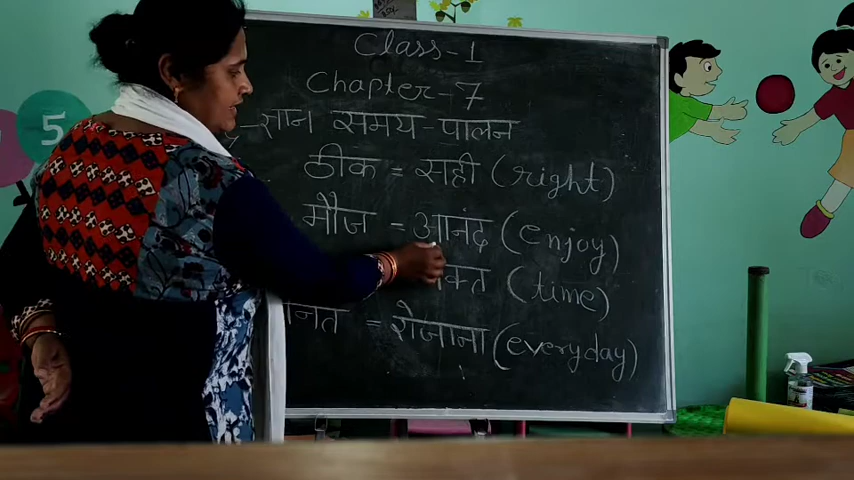 Class - 1
Chapter - 7
समय - पालन
ठीक = सही (right)
मौज = आनंद (enjoy)
(time)
= रोजाना (everyday)
5